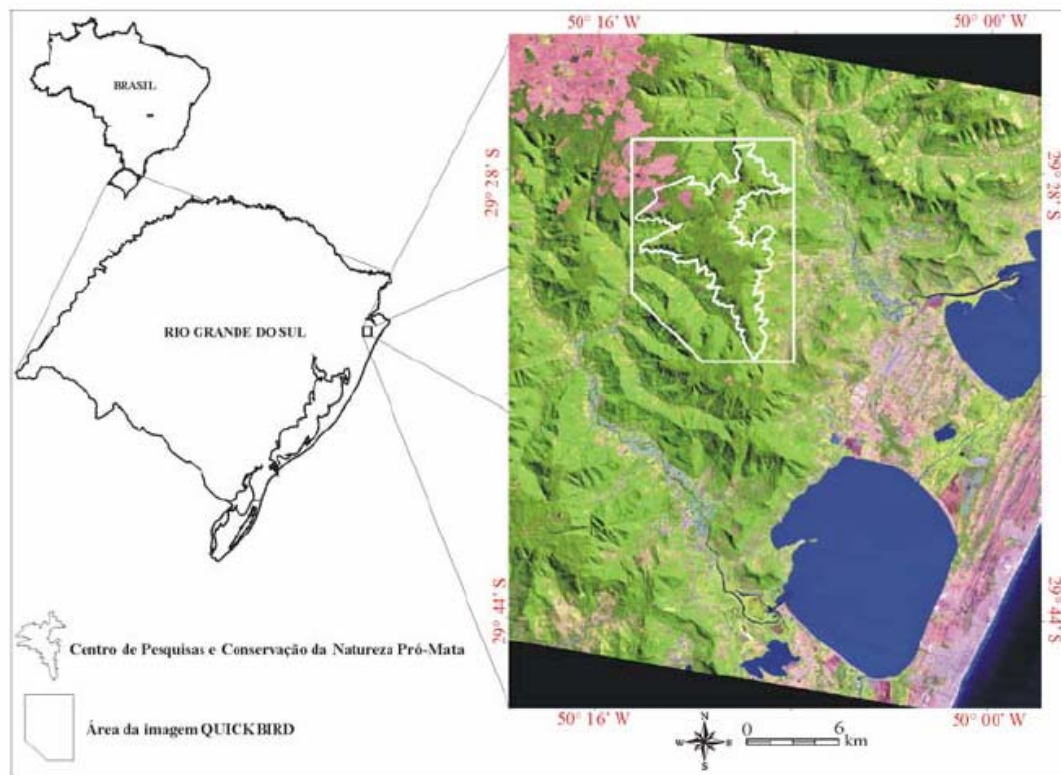 50° 16' W
50° 00' W
BRASIL
29° 28' S
29° 28' S
RIO GRANDE DO SUL
29° 44' S
29° 44' S
Centro de Pesquisas e Conservação da Natureza Pró-Mata
Área da imagem QUICKBIRD
50° 16' W
50° 00' W
N
W
E
S
0
6
km